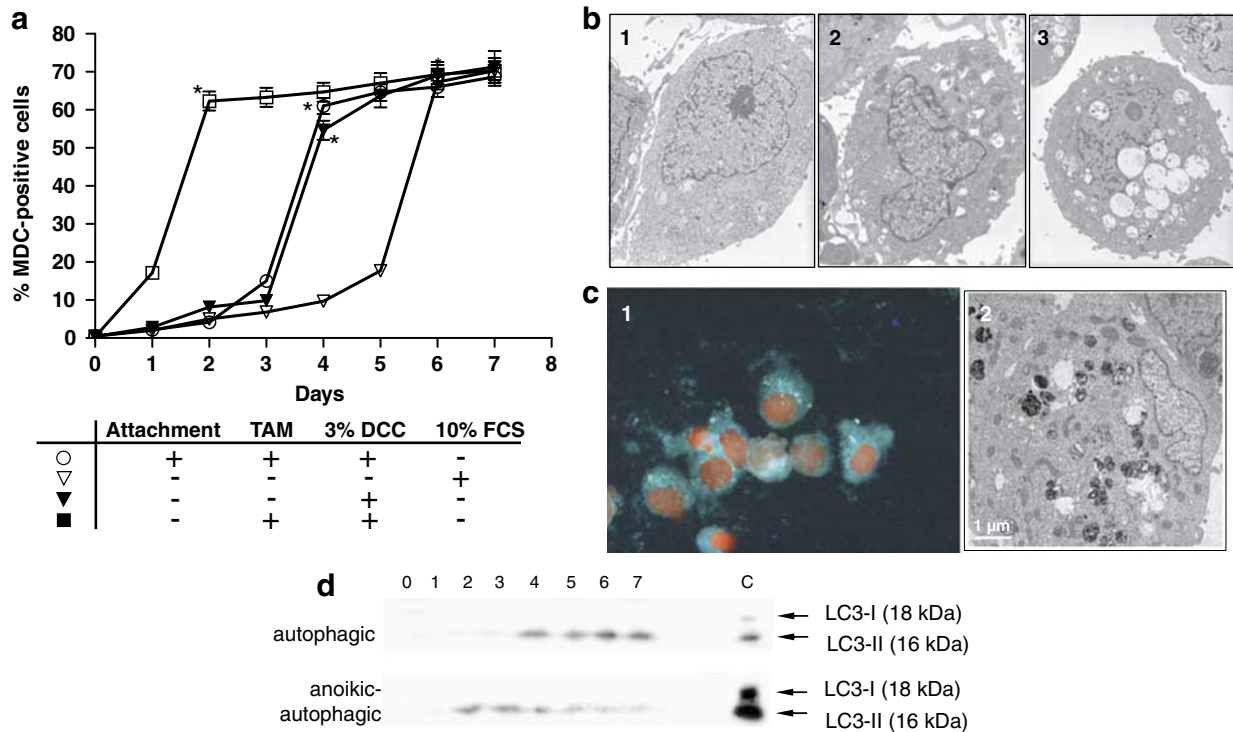 a
% MDC-positive cells
80
70
60
50
40
30
20
10
0
*
*
*
*
0 1 2 3 4 5 6 7 8
Days
Attachment TAM 3% DCC 10% FCS
○ + + + -
▽ - - - +
▼ - - +
■ - + + -
b
1 2 3
c
1 2
1 µm
d
0 1 2 3 4 5 6 7 C
autophagic
LC3-I (18 kDa)
LC3-II (16 kDa)
anoikic-
autophagic
LC3-I (18 kDa)
LC3-II (16 kDa)